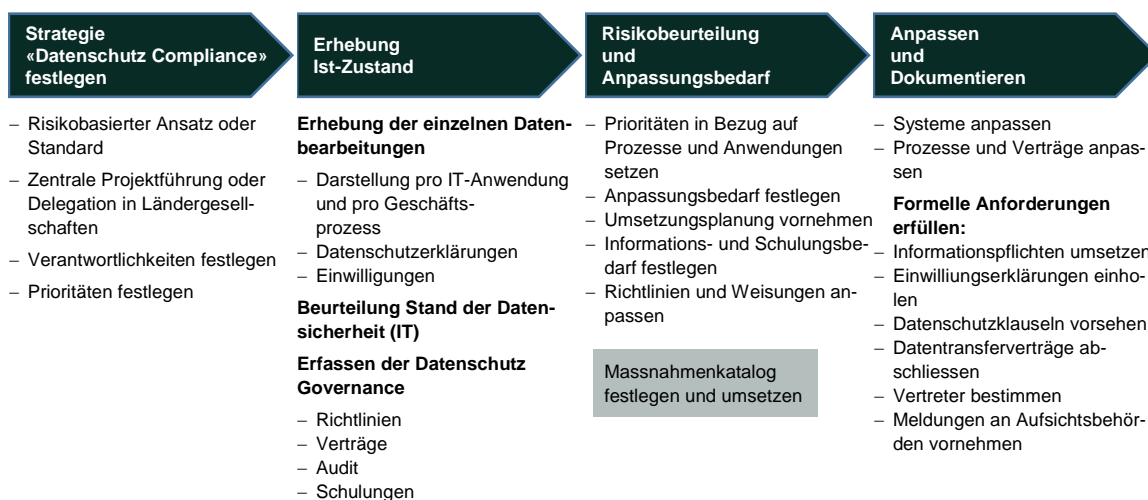 Strategie
«Datenschutz Compliance»
festlegen
– Risikobasierter Ansatz oder
Standard
– Zentrale Projektführung oder
Delegation in Ländergesell-
schaften
– Verantwortlichkeiten festlegen
– Prioritäten festlegen
Erhebung
Ist-Zustand
Erhebung der einzelnen Daten-
bearbeitungen
– Darstellung pro IT-Anwendung
und pro Geschäfts-
prozess
– Datenschutzerklärungen
– Einwilligungen
Beurteilung Stand der Daten-
sicherheit (IT)
Erfassen der Datenschutz
Governance
– Richtlinien
– Verträge
– Audit
– Schulungen
Risikobeurteilung
und
Anpassungsbedarf
– Prioritäten in Bezug auf
Prozesse und Anwendungen
setzen
– Anpassungsbedarf festlegen
– Umsetzungsplanung vornehmen
– Informations- und Schulungsbe-
darf festlegen
– Richtlinien und Weisungen an-
passen
Massnahmenkatalog
festlegen und umsetzen
Anpassen
und
Dokumentieren
– Systeme anpassen
– Prozesse und Verträge anpas-
sen
Formelle Anforderungen
erfüllen:
– Informationspflichten umsetzen
– Einwilliungserklärungen einho-
len
– Datenschutzklauseln vorsehen
– Datentransferverträge ab-
schliessen
– Vertreter bestimmen
– Meldungen an Aufsichtsbehör-
den vornehmen